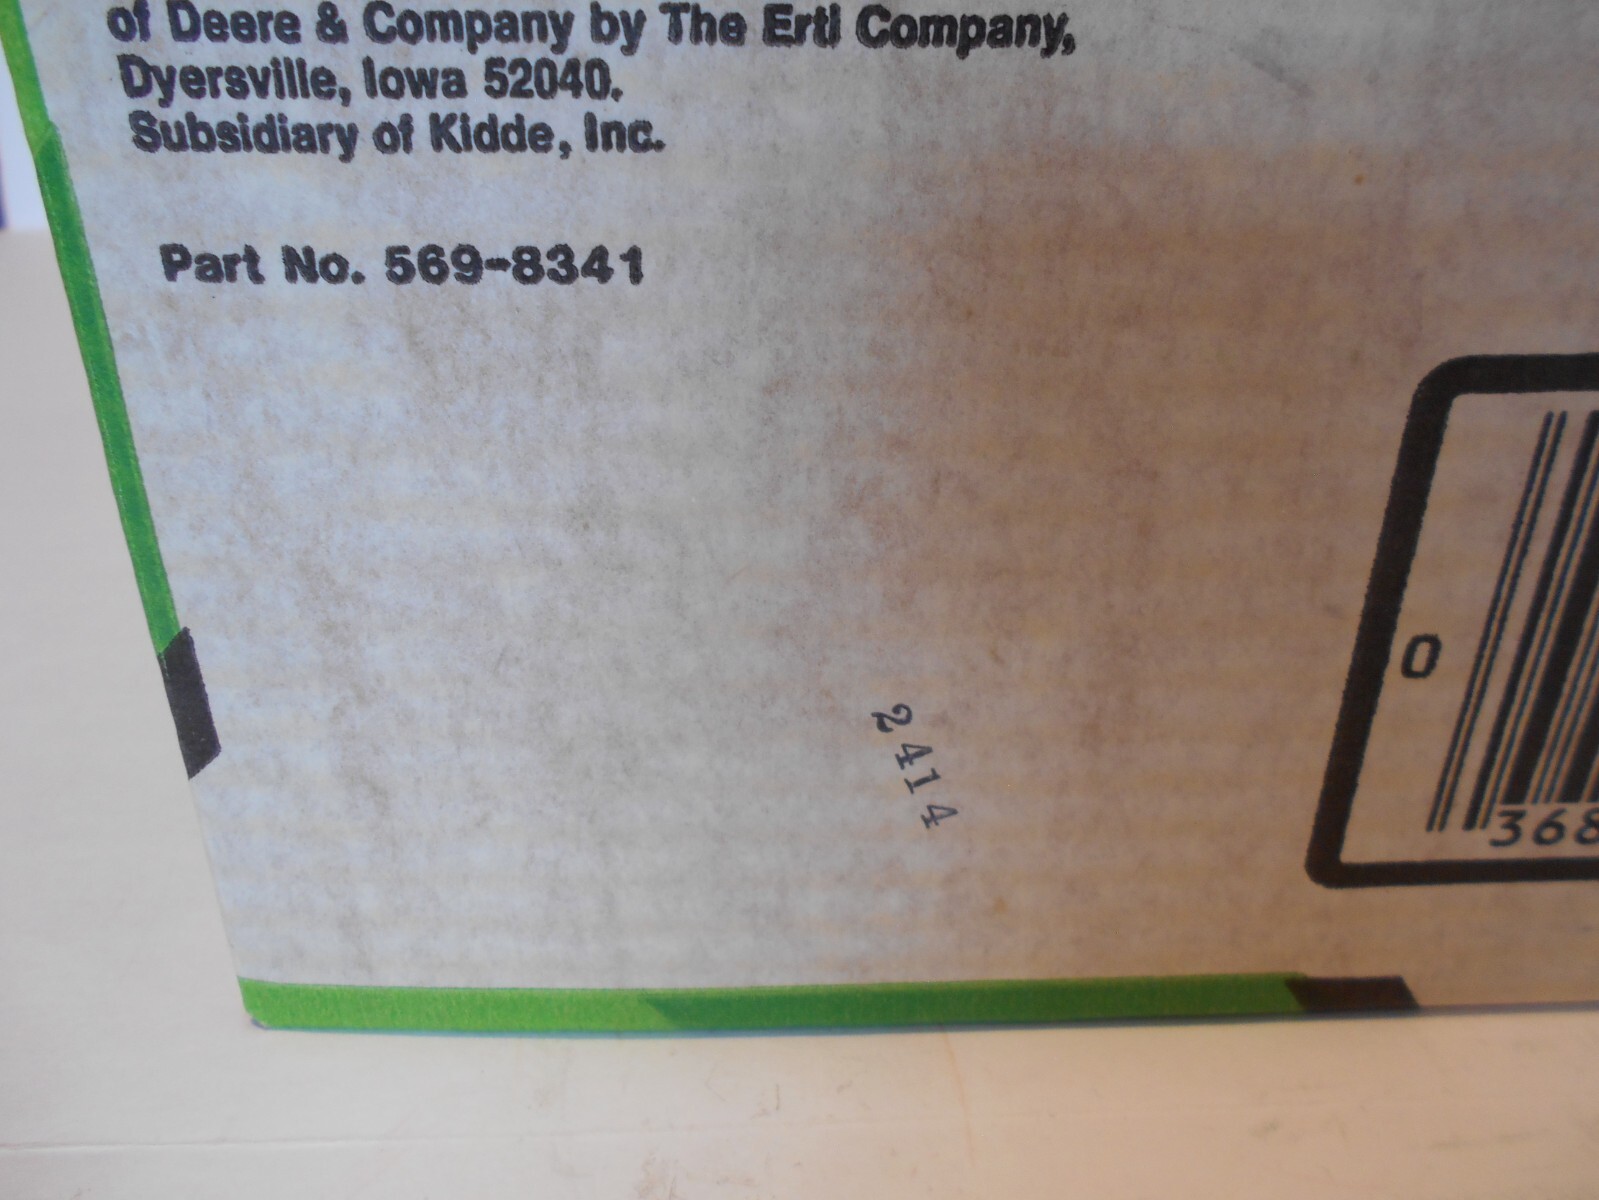 of Deere & Company by The Ertl Company,
Dyersville, Iowa 52040.
Subsidiary of Kidde, Inc.
Part No. 569-8341
2414
0
368